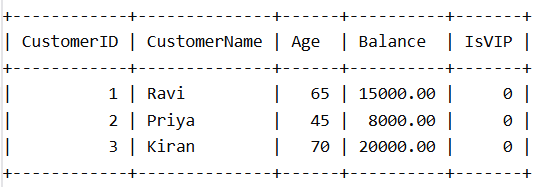 +------------+--------------+------+----------+-------+
| CustomerID | CustomerName | Age  | Balance  | IsVIP |
+------------+--------------+------+----------+-------+
|          1 | Ravi         |   65 | 15000.00 |     0 |
|          2 | Priya        |   45 |  8000.00 |     0 |
|          3 | Kiran        |   70 | 20000.00 |     0 |
+------------+--------------+------+----------+-------+